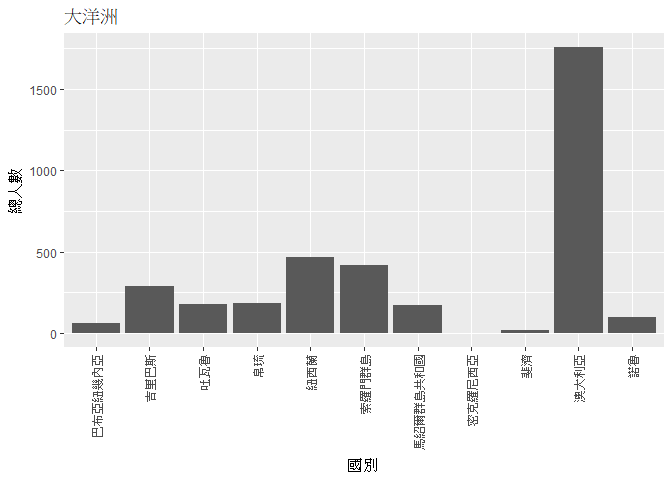 大洋洲
總人數
1500
1000
500
0
巴布亞紐幾內亞
吉里巴斯
吐瓦魯
帛琉
紐西蘭
索羅門群島
馬紹爾群島共和國
密克羅尼西亞
斐濟
澳大利亞
諾魯
國別